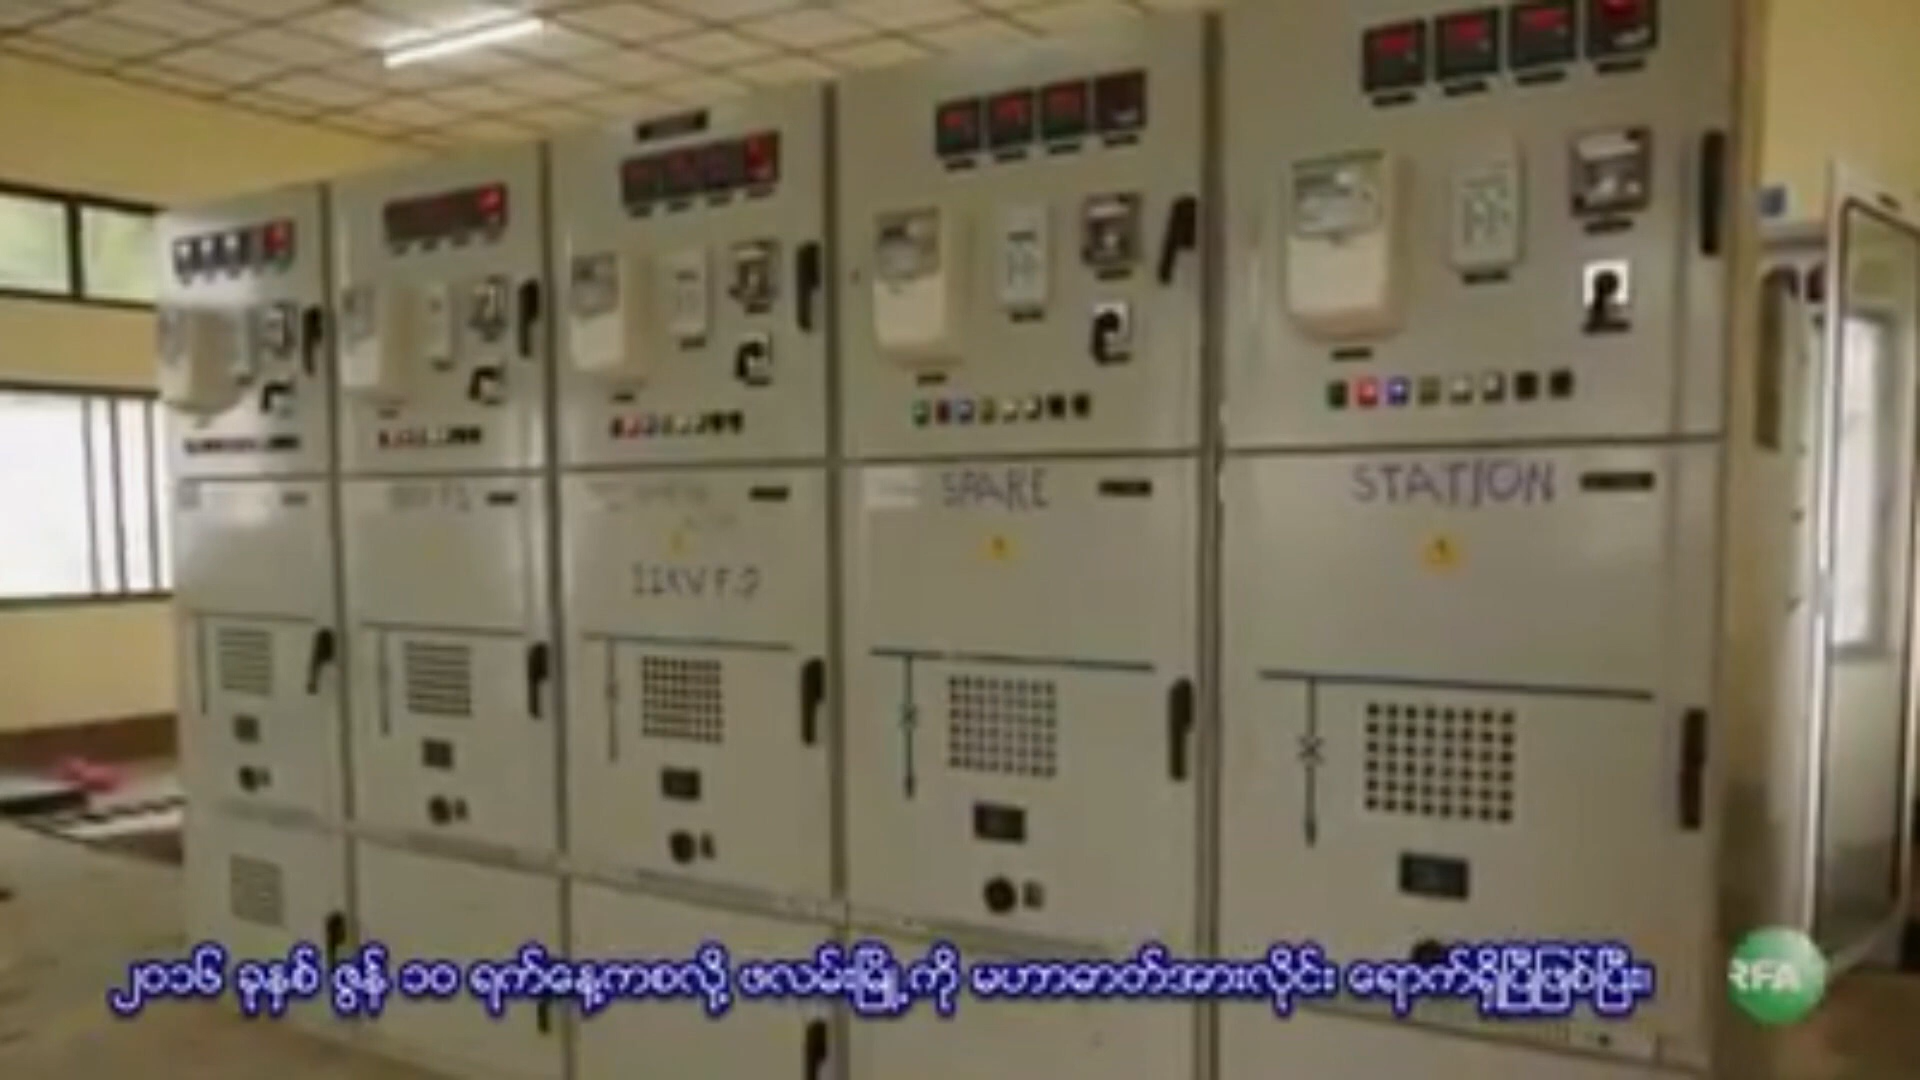 SPARE
STATION
11KV F.2
၂၀၁၆ ခုနှစ် ဇွန် ၁၀ ရက်နေ့ကစလို့ ဖလမ်းမြို့ကို မဟာဓာတ်အားလိုင်း ရောက်ရှိပြီဖြစ်ပြီး၊
RFA